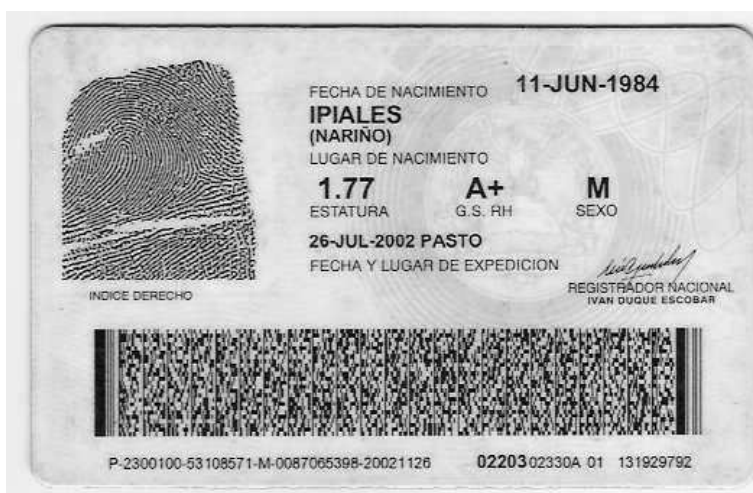 FECHA DE NACIMIENTO 11-JUN-1984
IPIALES
(NARIÑO)
LUGAR DE NACIMIENTO
1.77 A+ M
ESTATURA G.S. RH SEXO
26-JUL-2002 PASTO
FECHA Y LUGAR DE EXPEDICION
INDICE DERECHO
REGISTRADOR NACIONAL
IVAN DUQUE ESCOBAR
P-2300100-53108571-M-0087065398-20021126 02203 02330A 01 131929792